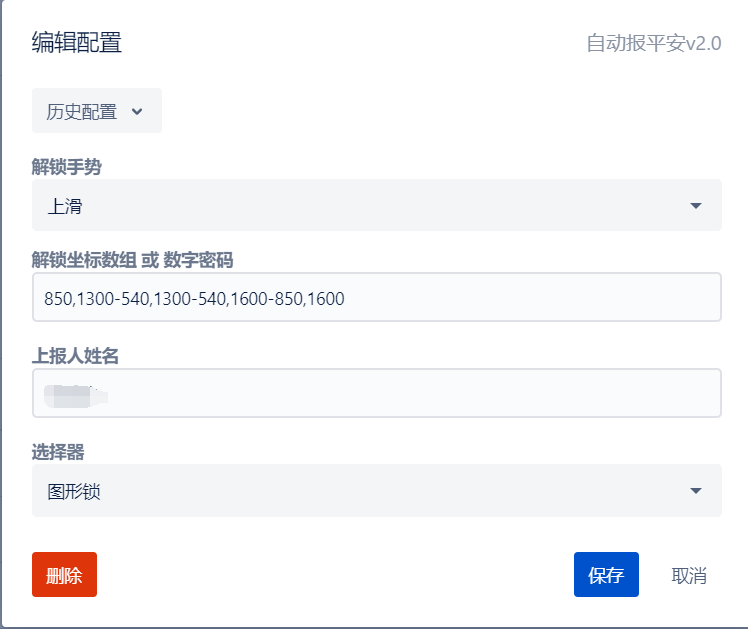 编辑配置
自动报平安v2.0
历史配置
解锁手势
上滑
解锁坐标数组 或 数字密码
850,1300-540,1300-540,1600-850,1600
上报人姓名
选择器
图形锁
删除
保存
取消